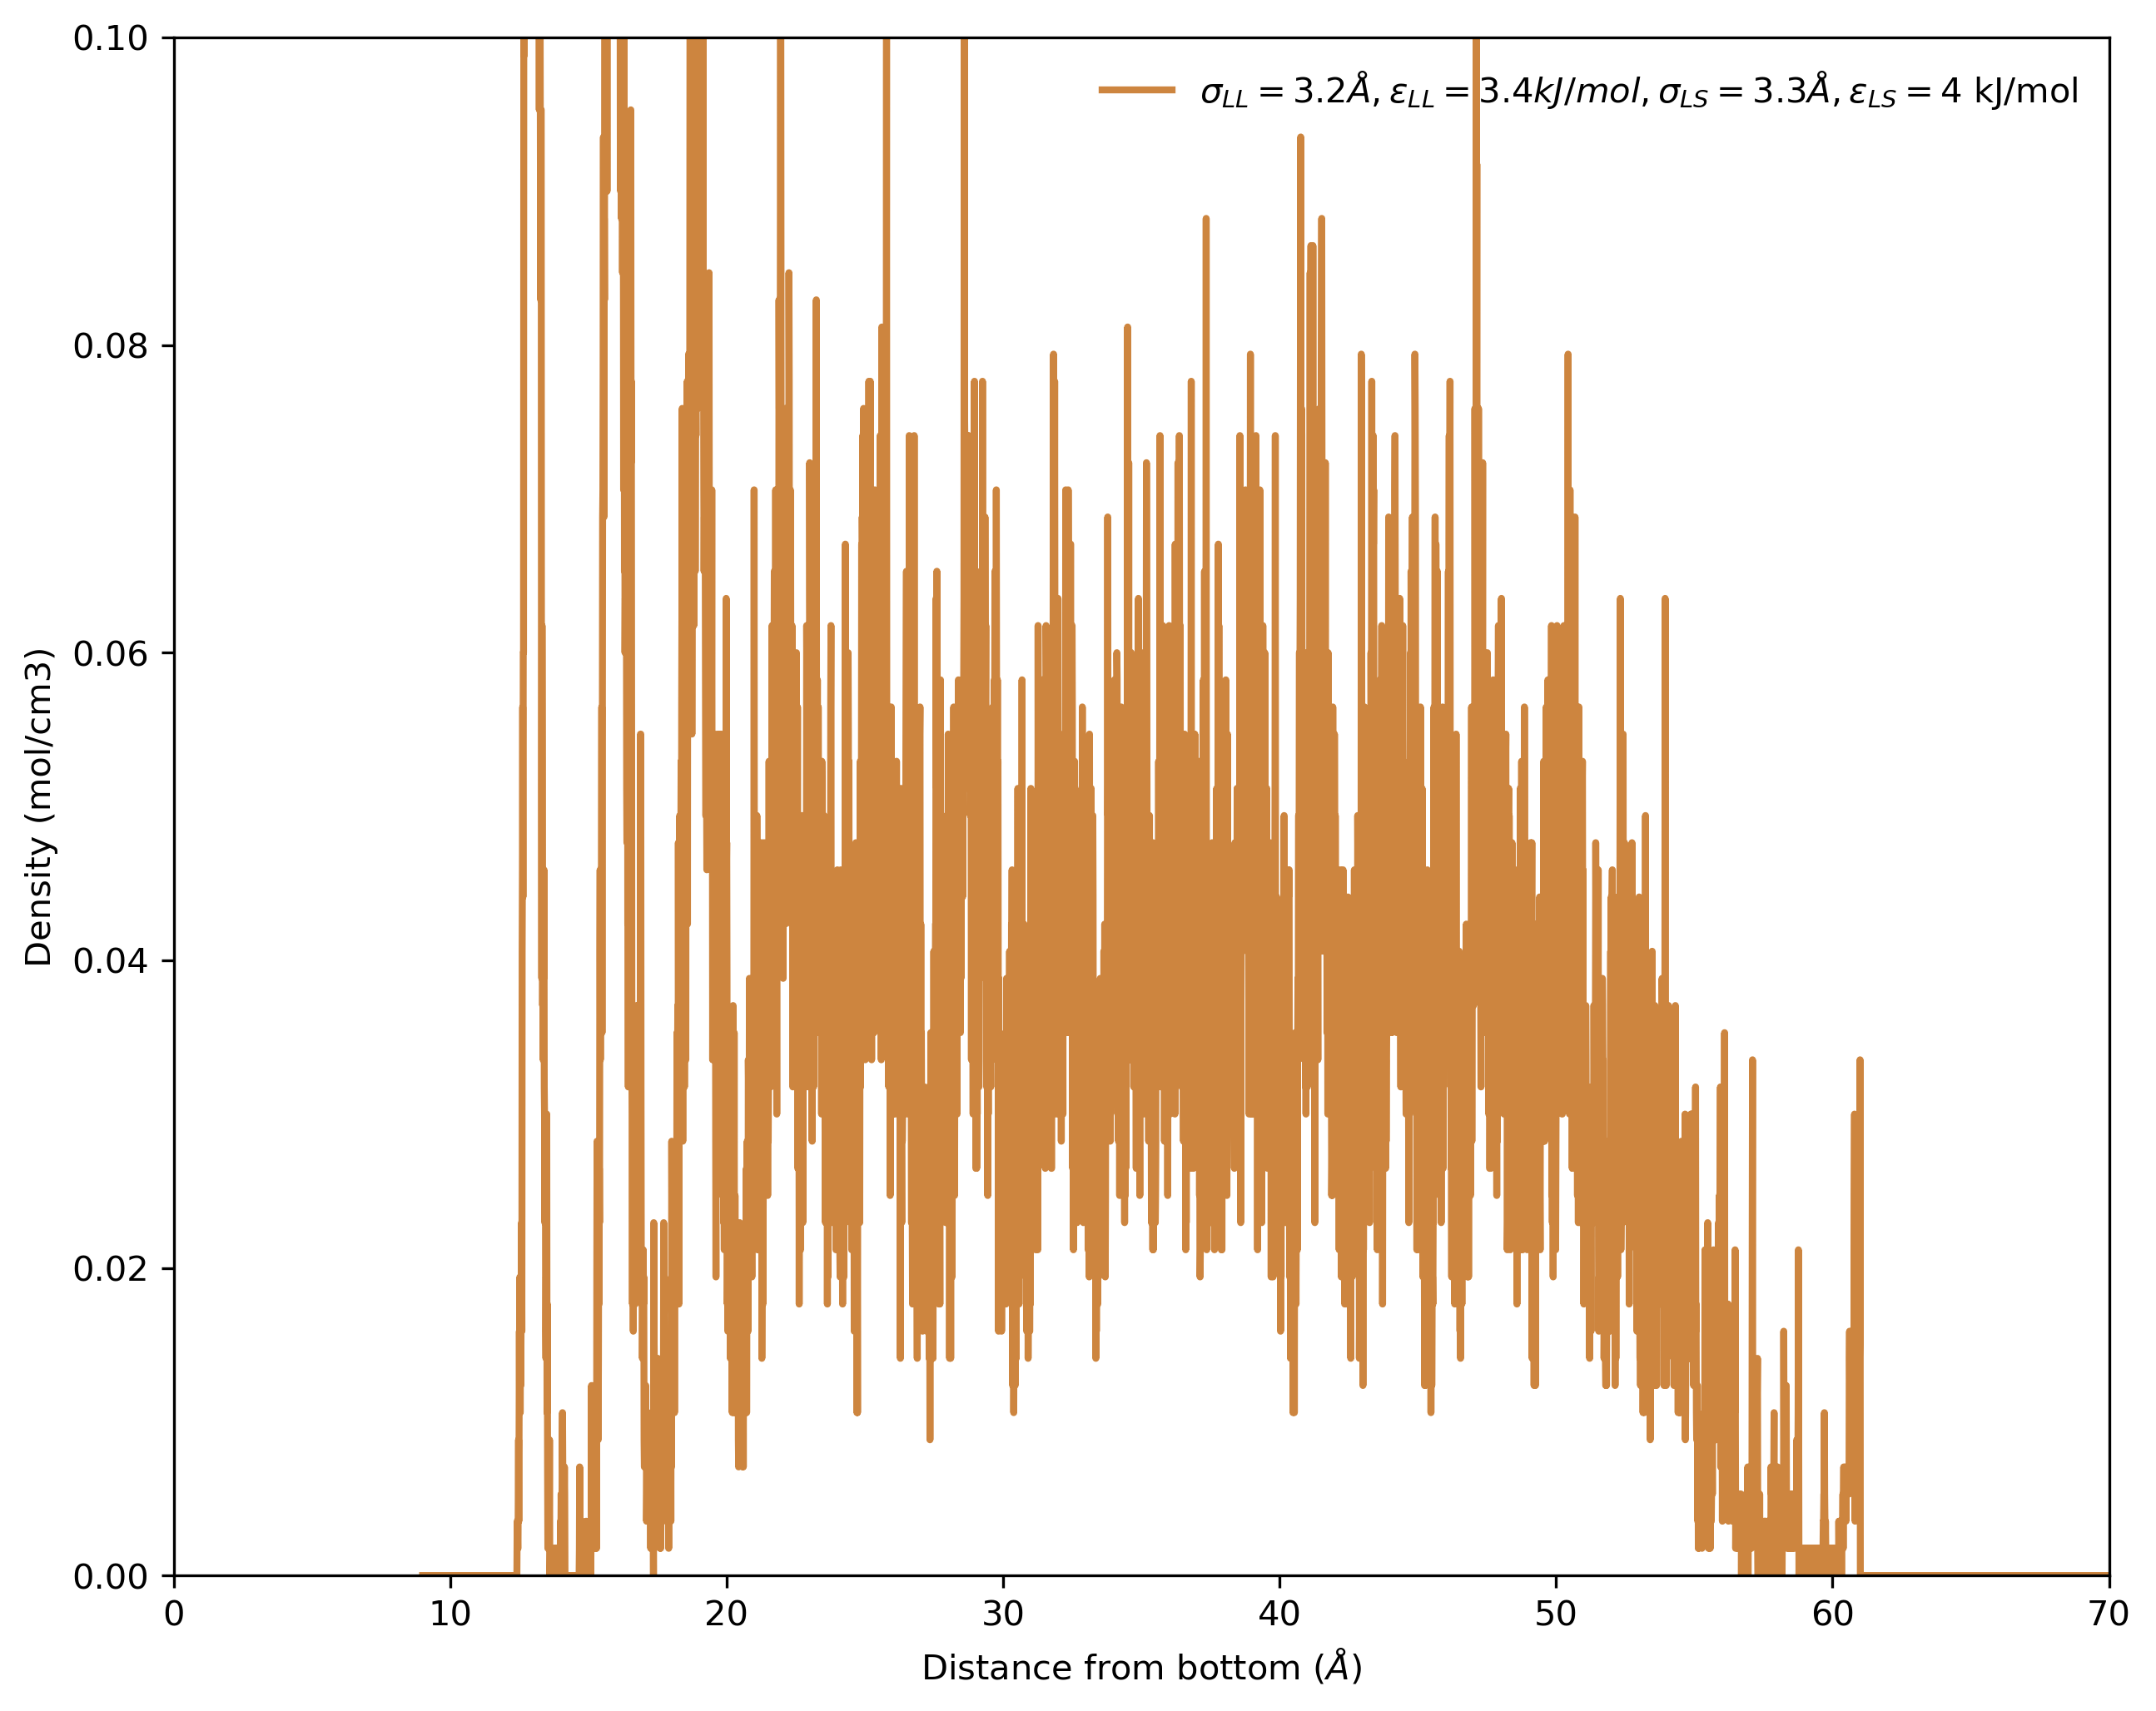 0.10
0.08
0.06
0.04
0.02
0.00
Density (mol/cm3)
σ_LL = 3.2Å, ε_LL = 3.4kJ/mol, σ_LS = 3.3Å, ε_LS = 4 kJ/mol
0 10 20 30 40 50 60 70
Distance from bottom (Å)